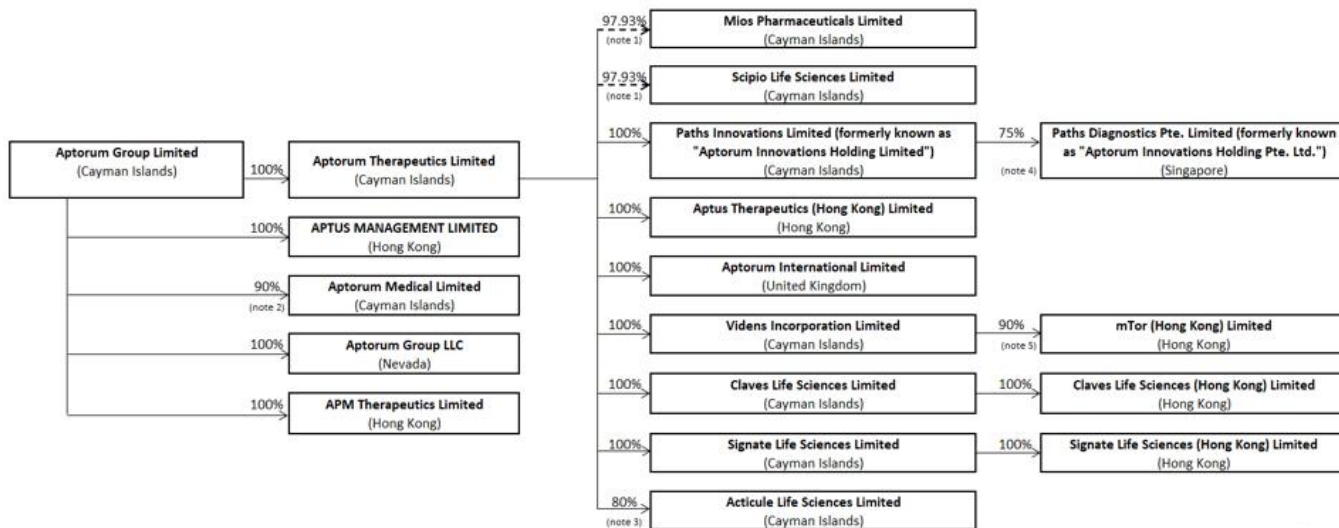 97.93%
(note 1)
Mios Pharmaceuticals Limited
(Cayman Islands)
97.93%
(note 1)
Scipio Life Sciences Limited
(Cayman Islands)
Aptorum Group Limited
(Cayman Islands)
100%
Aptorum Therapeutics Limited
(Cayman Islands)
100%
Paths Innovations Limited (formerly known as
"Aptorum Innovations Holding Limited")
(Cayman Islands)
75%
(note 4)
Paths Diagnostics Pte. Limited (formerly known
as "Aptorum Innovations Holding Pte. Ltd.")
(Singapore)
100%
APTUS MANAGEMENT LIMITED
(Hong Kong)
100%
Aptus Therapeutics (Hong Kong) Limited
(Hong Kong)
90%
(note 2)
Aptorum Medical Limited
(Cayman Islands)
100%
Aptorum International Limited
(United Kingdom)
100%
Aptorum Group LLC
(Nevada)
100%
Videns Incorporation Limited
(Cayman Islands)
90%
(note 5)
mTor (Hong Kong) Limited
(Hong Kong)
100%
APM Therapeutics Limited
(Hong Kong)
100%
Claves Life Sciences Limited
(Cayman Islands)
100%
Claves Life Sciences (Hong Kong) Limited
(Hong Kong)
100%
Signate Life Sciences Limited
(Cayman Islands)
100%
Signate Life Sciences (Hong Kong) Limited
(Hong Kong)
80%
(note 3)
Acticule Life Sciences Limited
(Cayman Islands)